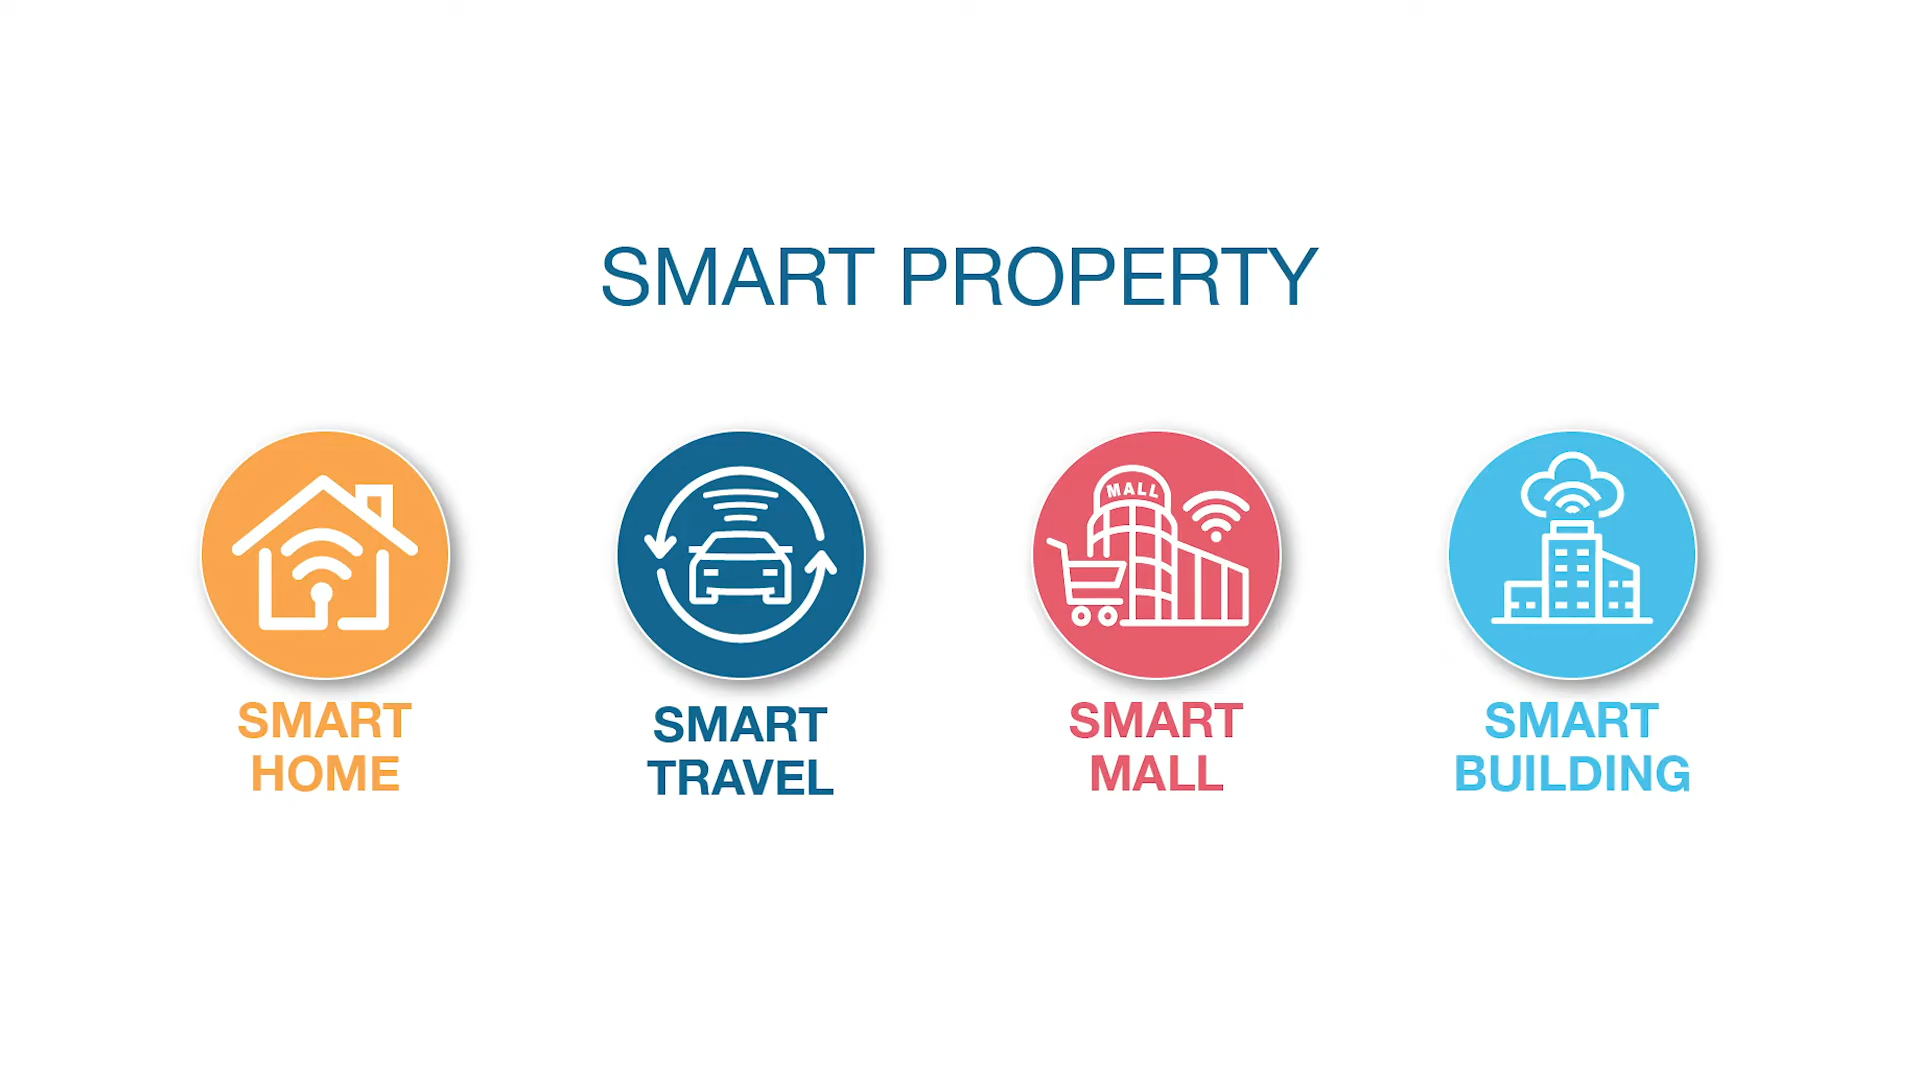 SMART PROPERTY
MALL
SMART
HOME
SMART
TRAVEL
SMART
MALL
SMART
BUILDING